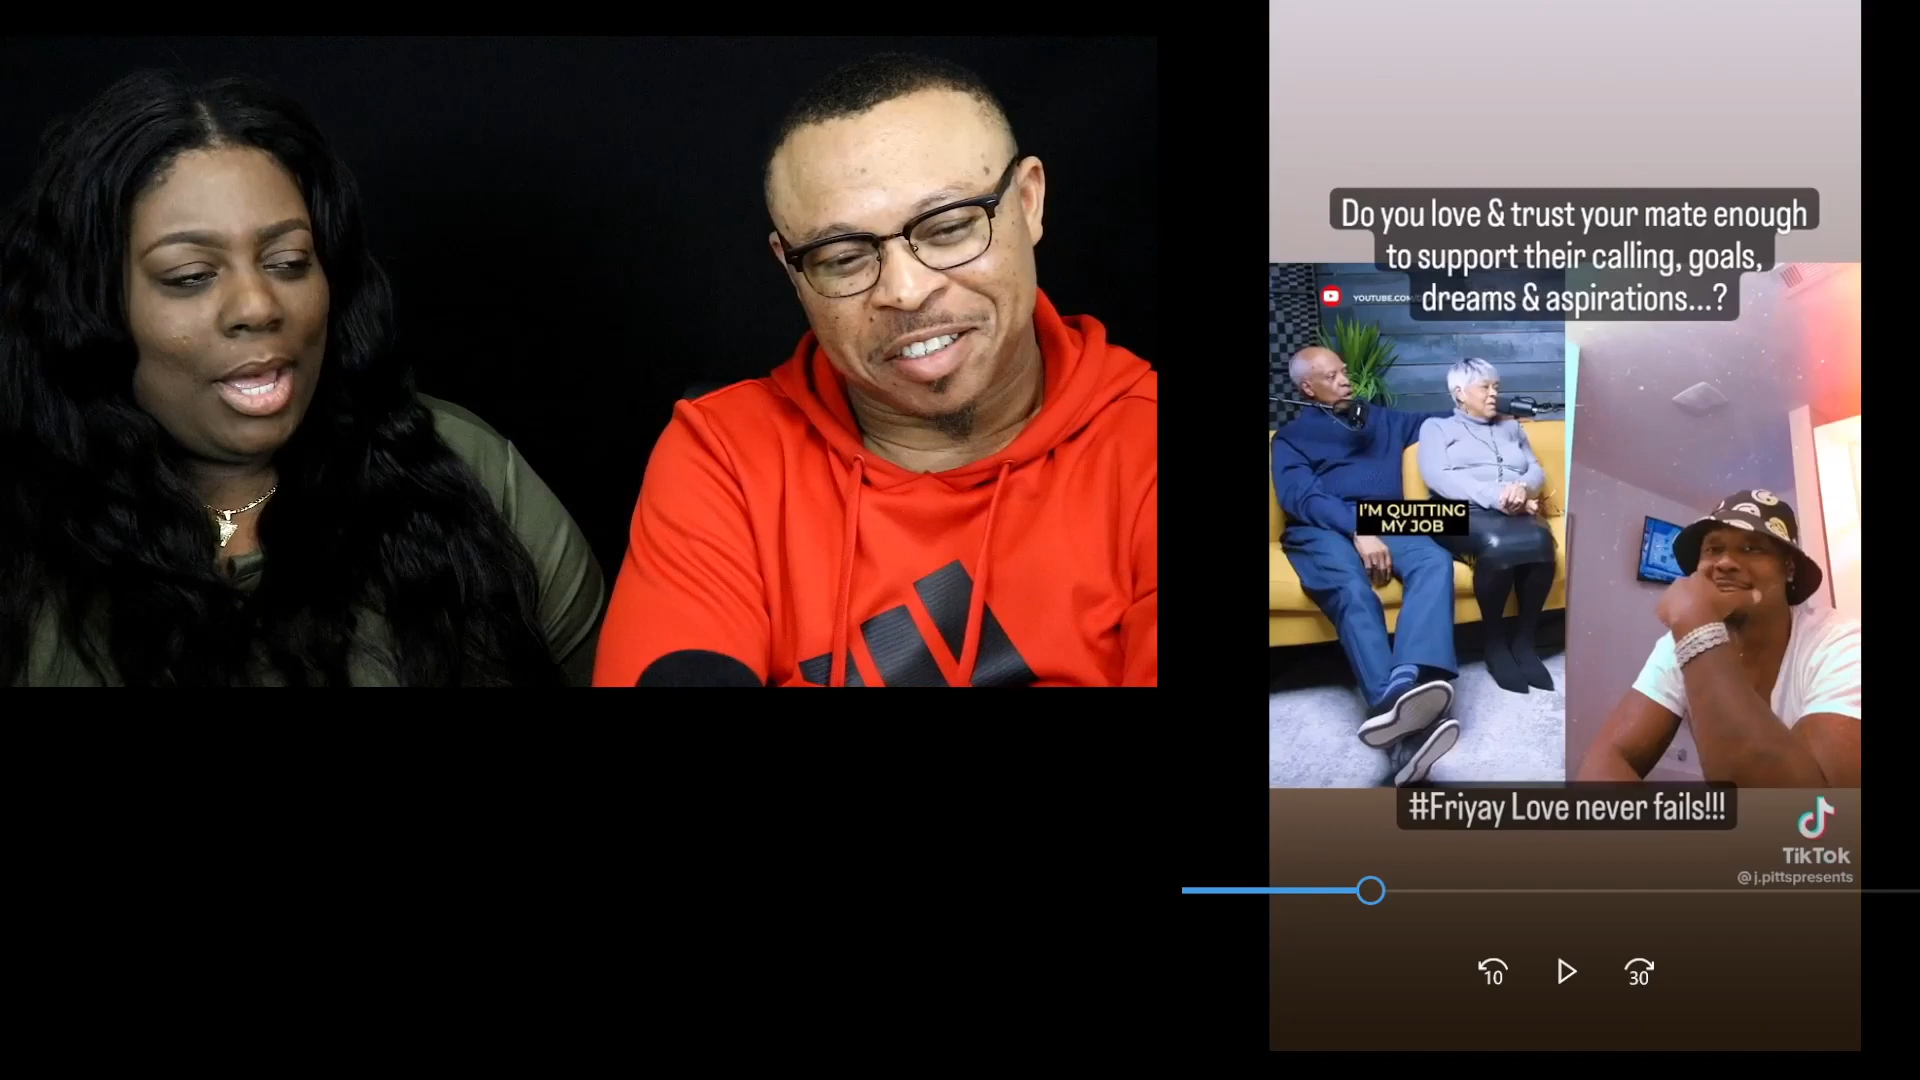 Do you love & trust your mate enough
to support their calling, goals,
dreams & aspirations...?
YOUTUBE.COM
I'M QUITTING
MY JOB
#Friyay Love never fails!!!
TikTok
@j.pittspresents
10
30